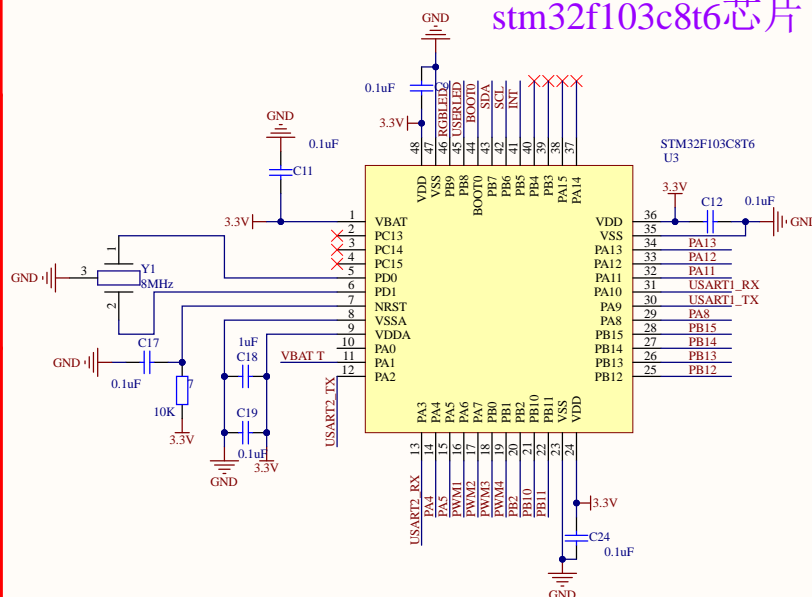 stm32f103c8t6芯片
GND
0.1uF
C9
3.3V
RGBLED
USERLED
BOOT0
SDA
SCL
INT
48
47
46
45
44
43
42
41
40
39
38
37
VDD
VSS
PB9
PB8
BOOT0
PB7
PB6
PB5
PB4
PB3
PA15
PA14
STM32F103C8T6
U3
GND
0.1uF
C11
3.3V
1 VBAT
2 PC13
3 PC14
4 PC15
5 PD0
6 PD1
7 NRST
8 VSSA
9 VDDA
10 PA0
11 PA1
12 PA2
VBAT T
USART2_TX
GND
3
1
2
Y1
8MHz
GND
C17
0.1uF
7
10K
3.3V
1uF
C18
C19
0.1uF
GND
3.3V
3.3V
C12
0.1uF
GND
VDD 36
VSS 35
PA13 34 PA13
PA12 33 PA12
PA11 32 PA11
PA10 31 USART1_RX
PA9 30 USART1_TX
PA8 29 PA8
PB15 28 PB15
PB14 27 PB14
PB13 26 PB13
PB12 25 PB12
PA3
PA4
PA5
PA6
PA7
PB0
PB1
PB2
PB10
PB11
VSS
VDD
13
14
15
16
17
18
19
20
21
22
23
24
USART2_RX
PA4
PA5
PWM1
PWM2
PWM3
PWM4
PB2
PB10
PB11
3.3V
C24
0.1uF
GND